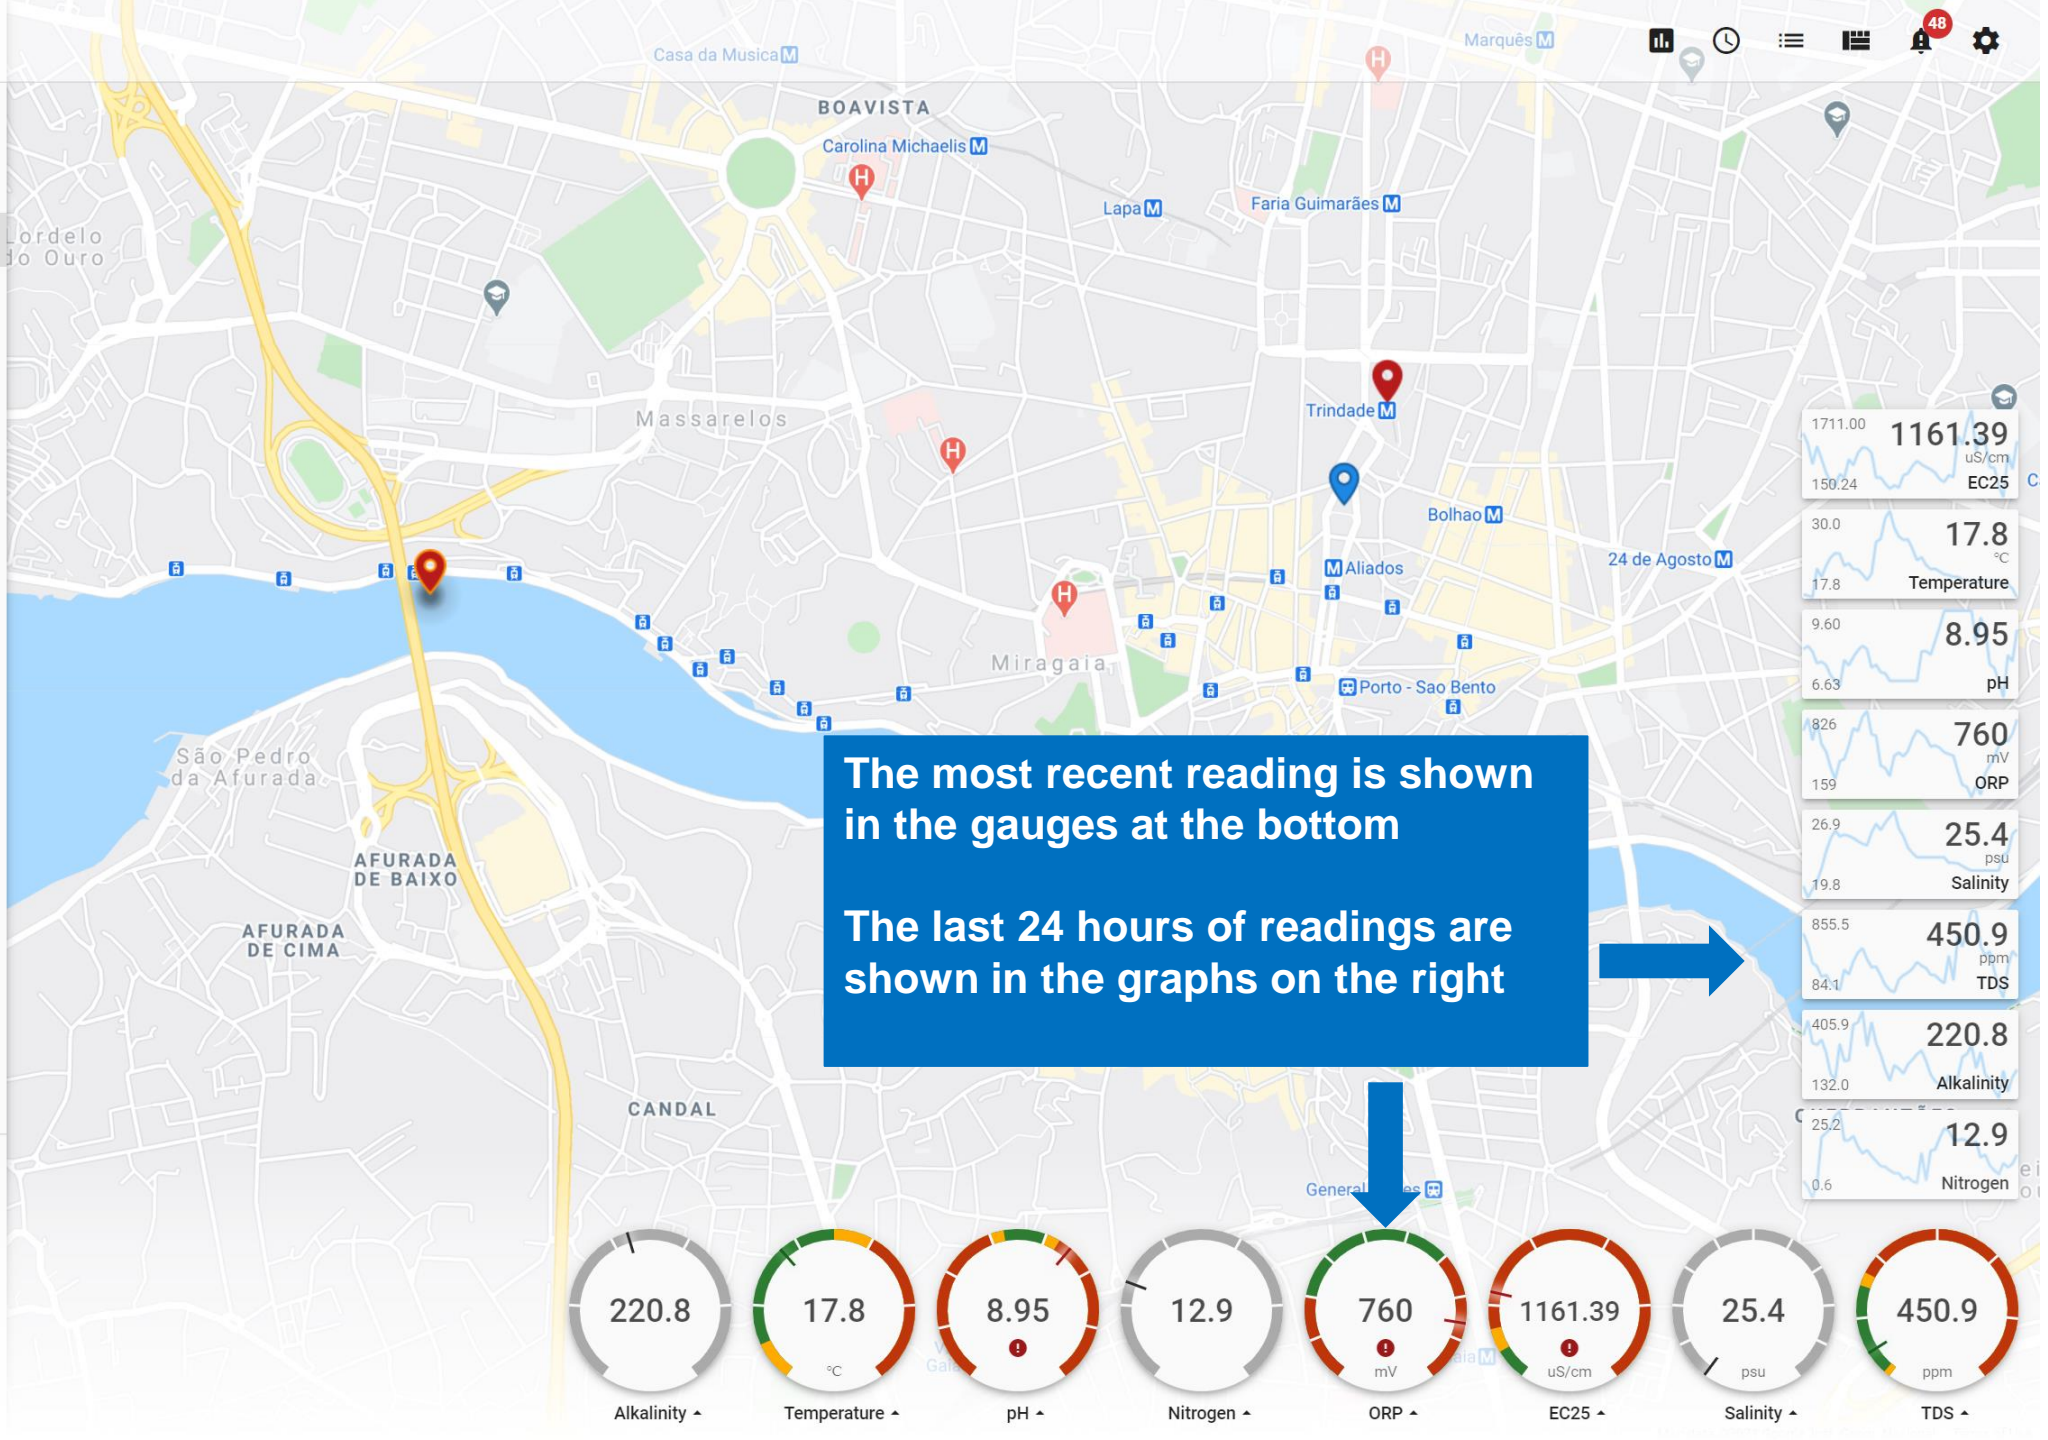 48
Casa da Musica M
Marquês M
BOAVISTA
Carolina Michaelis M
H
H
Lapa M
Faria Guimarães M
Lordelo
do Ouro
Massarelos
Trindade M
H
Bolhao M
24 de Agosto M
M Aliados
H
Miragaia
Porto - Sao Bento
São Pedro
da Afurada
AFURADA
DE BAIXO
AFURADA
DE CIMA
CANDAL
The most recent reading is shown
in the gauges at the bottom
The last 24 hours of readings are
shown in the graphs on the right
1711.00
1161.39
uS/cm
150.24
EC25
30.0
17.8
°C
17.8
Temperature
9.60
8.95
6.63
pH
826
760
mV
159
ORP
26.9
25.4
psu
19.8
Salinity
855.5
450.9
ppm
84.1
TDS
405.9
220.8
132.0
Alkalinity
25.2
12.9
0.6
Nitrogen
General
220.8
Alkalinity
17.8
°C
Temperature
8.95
pH
12.9
Nitrogen
760
mV
ORP
1161.39
uS/cm
EC25
25.4
psu
Salinity
450.9
ppm
TDS